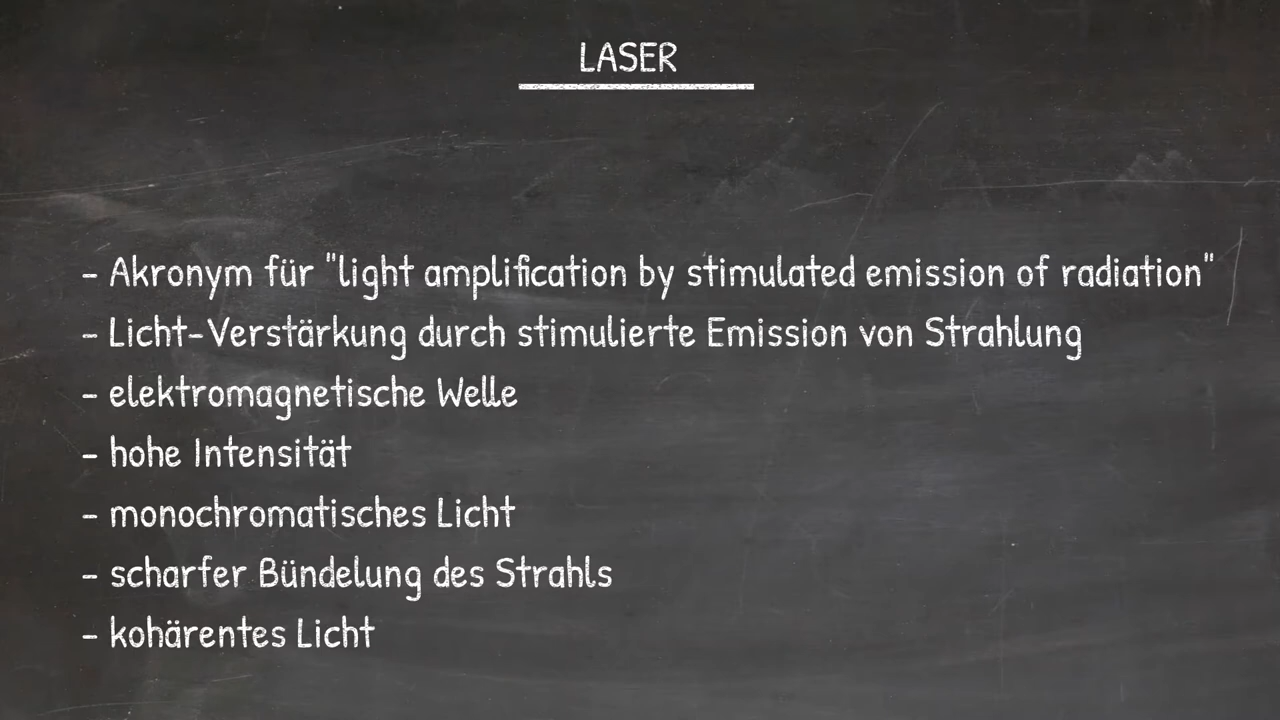 LASER
- Akronym für "light amplification by stimulated emission of radiation"
- Licht-Verstärkung durch stimulierte Emission von Strahlung
- elektromagnetische Welle
- hohe Intensität
- monochromatisches Licht
- scharfer Bündelung des Strahls
- kohärentes Licht